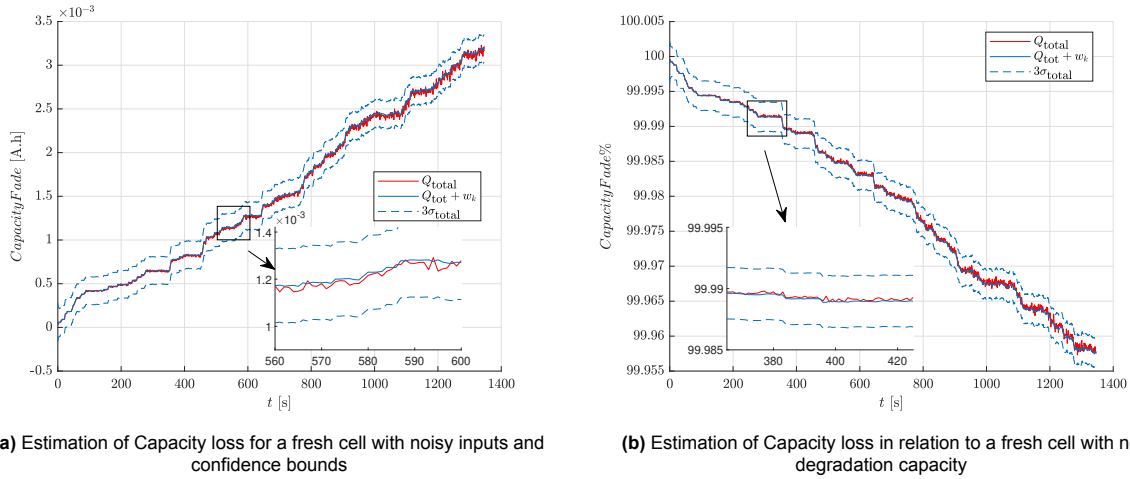 ×10⁻³
3.5
3
2.5
2
1.5
1
0.5
0
-0.5
CapacityFade [A.h]
Q_total
Q_tot + w_k
3σ_total
×10⁻³
1.4
1.2
1
560 570 580 590 600
0 200 400 600 800 1000 1200 1400
t [s]
(a) Estimation of Capacity loss for a fresh cell with noisy inputs and
confidence bounds
100.005
100
99.995
99.99
99.985
99.98
99.975
99.97
99.965
99.96
99.955
CapacityFade%
Q_total
Q_tot + w_k
3σ_total
99.995
99.99
99.985
380 400 420
0 200 400 600 800 1000 1200 1400
t [s]
(b) Estimation of Capacity loss in relation to a fresh cell with n
degradation capacity